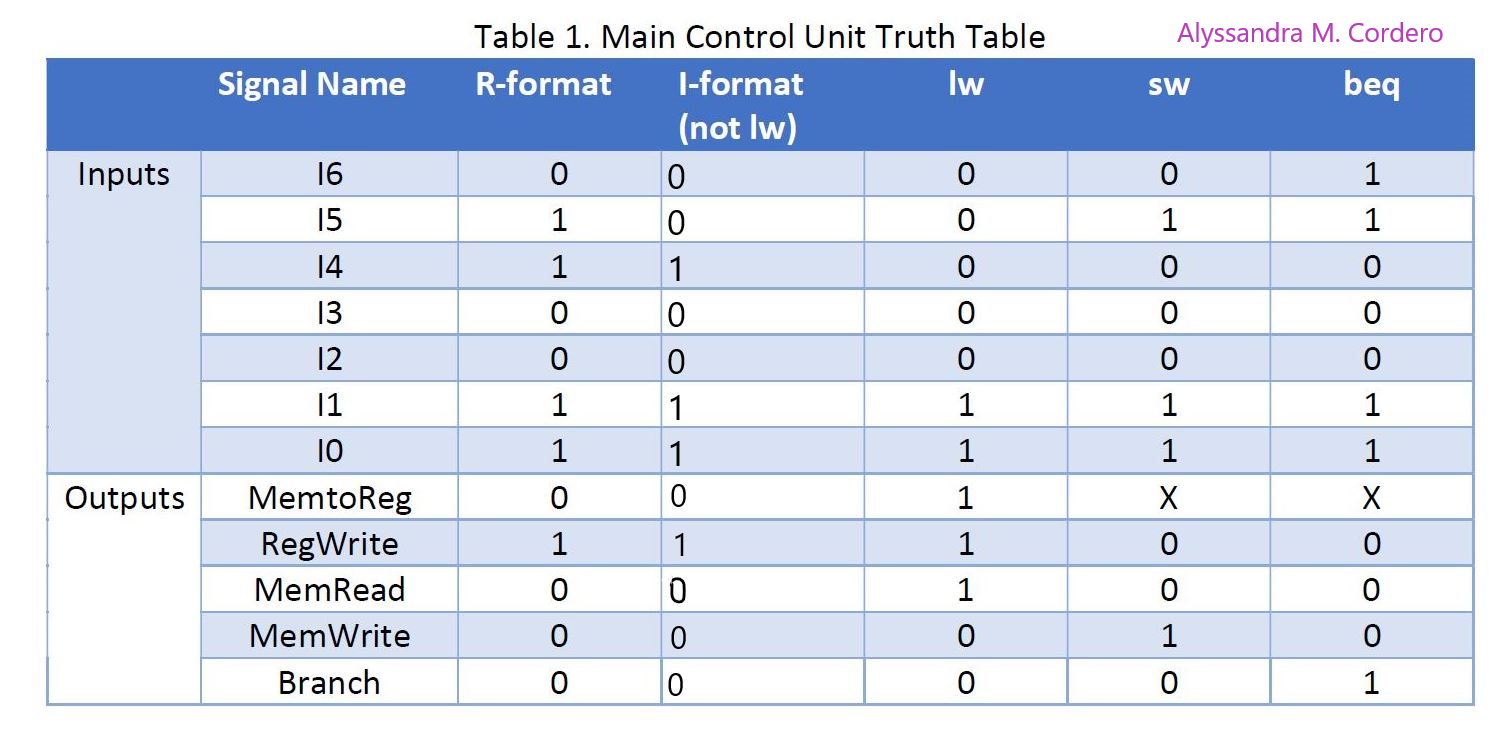 Table 1. Main Control Unit Truth Table
Alyssandra M. Cordero
Signal Name R-format I-format (not lw) lw sw beq
Inputs I6 0 0 0 0 1
I5 1 0 0 1 1
I4 1 1 0 0 0
I3 0 0 0 0 0
I2 0 0 0 0 0
I1 1 1 1 1 1
I0 1 1 1 1 1
Outputs MemtoReg 0 0 1 X X
RegWrite 1 1 1 0 0
MemRead 0 0 1 0 0
MemWrite 0 0 0 1 0
Branch 0 0 0 0 1